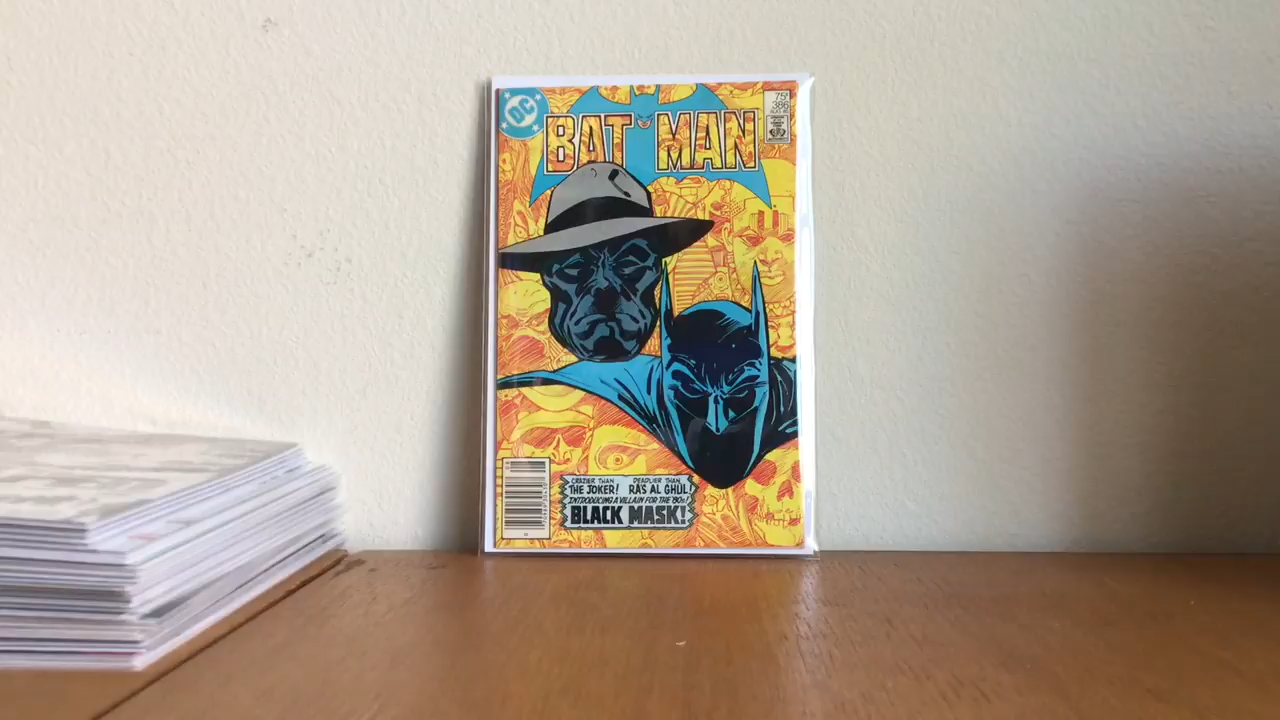 DC
75¢
386
BATMAN
CRAZIER THAN DEADLIER THAN
THE JOKER! RA'S AL GHUL!
INTRODUCING A VILLAIN FOR THE '80s!
BLACK MASK!